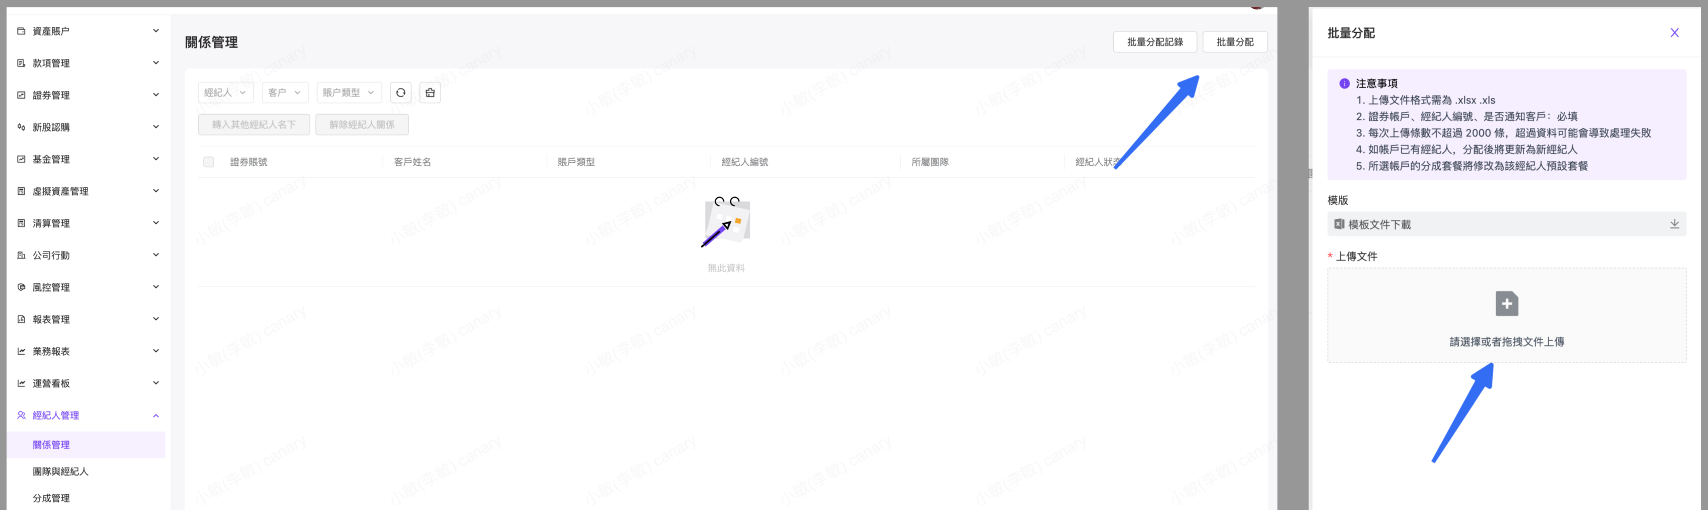 資產賬户
款項管理
證券管理
新股認購
基金管理
虛擬資產管理
清算管理
公司行動
風控管理
報表管理
業務報表
運營看板
經紀人管理
關係管理
團隊與經紀人
分成管理
關係管理
批量分配記錄
批量分配
經紀人
客户
賬户類型
轉入其他經紀人名下
解除經紀人關係
證券賬號
客戶姓名
賬戶類型
經紀人編號
所屬團隊
經紀人狀态
無此資料
小敏(李敏) canary
批量分配
注意事項
1. 上傳文件格式需為 .xlsx .xls
2. 證券帳戶、經紀人編號、是否通知客戶：必填
3. 每次上傳條數不超過 2000 條，超過資料可能會導致處理失敗
4. 如帳戶已有經紀人，分配後將更新為新經紀人
5. 所選帳戶的分成套餐將修改為該經紀人預設套餐
模版
模板文件下載
* 上傳文件
請選擇或者拖拽文件上傳